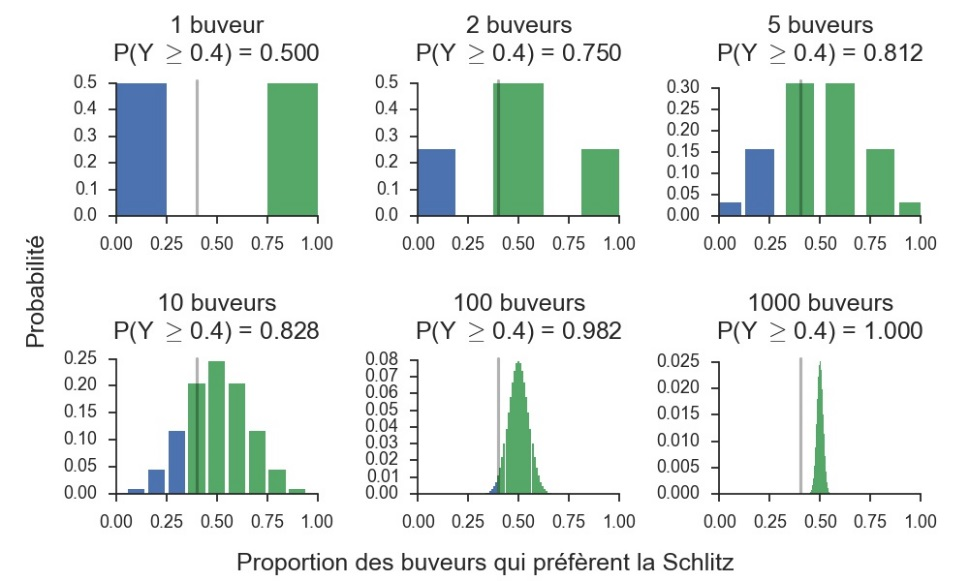 1 buveur
P(Y ≥ 0.4) = 0.500
2 buveurs
P(Y ≥ 0.4) = 0.750
5 buveurs
P(Y ≥ 0.4) = 0.812
0.5
0.4
0.3
0.2
0.1
0.0
0.00 0.25 0.50 0.75 1.00
0.5
0.4
0.3
0.2
0.1
0.0
0.00 0.25 0.50 0.75 1.00
0.30
0.25
0.20
0.15
0.10
0.05
0.00
0.00 0.25 0.50 0.75 1.00
Probabilité
10 buveurs
P(Y ≥ 0.4) = 0.828
100 buveurs
P(Y ≥ 0.4) = 0.982
1000 buveurs
P(Y ≥ 0.4) = 1.000
0.25
0.20
0.15
0.10
0.05
0.00
0.00 0.25 0.50 0.75 1.00
0.08
0.07
0.06
0.05
0.04
0.03
0.02
0.01
0.00
0.00 0.25 0.50 0.75 1.00
0.025
0.020
0.015
0.010
0.005
0.000
0.00 0.25 0.50 0.75 1.00
Proportion des buveurs qui préfèrent la Schlitz